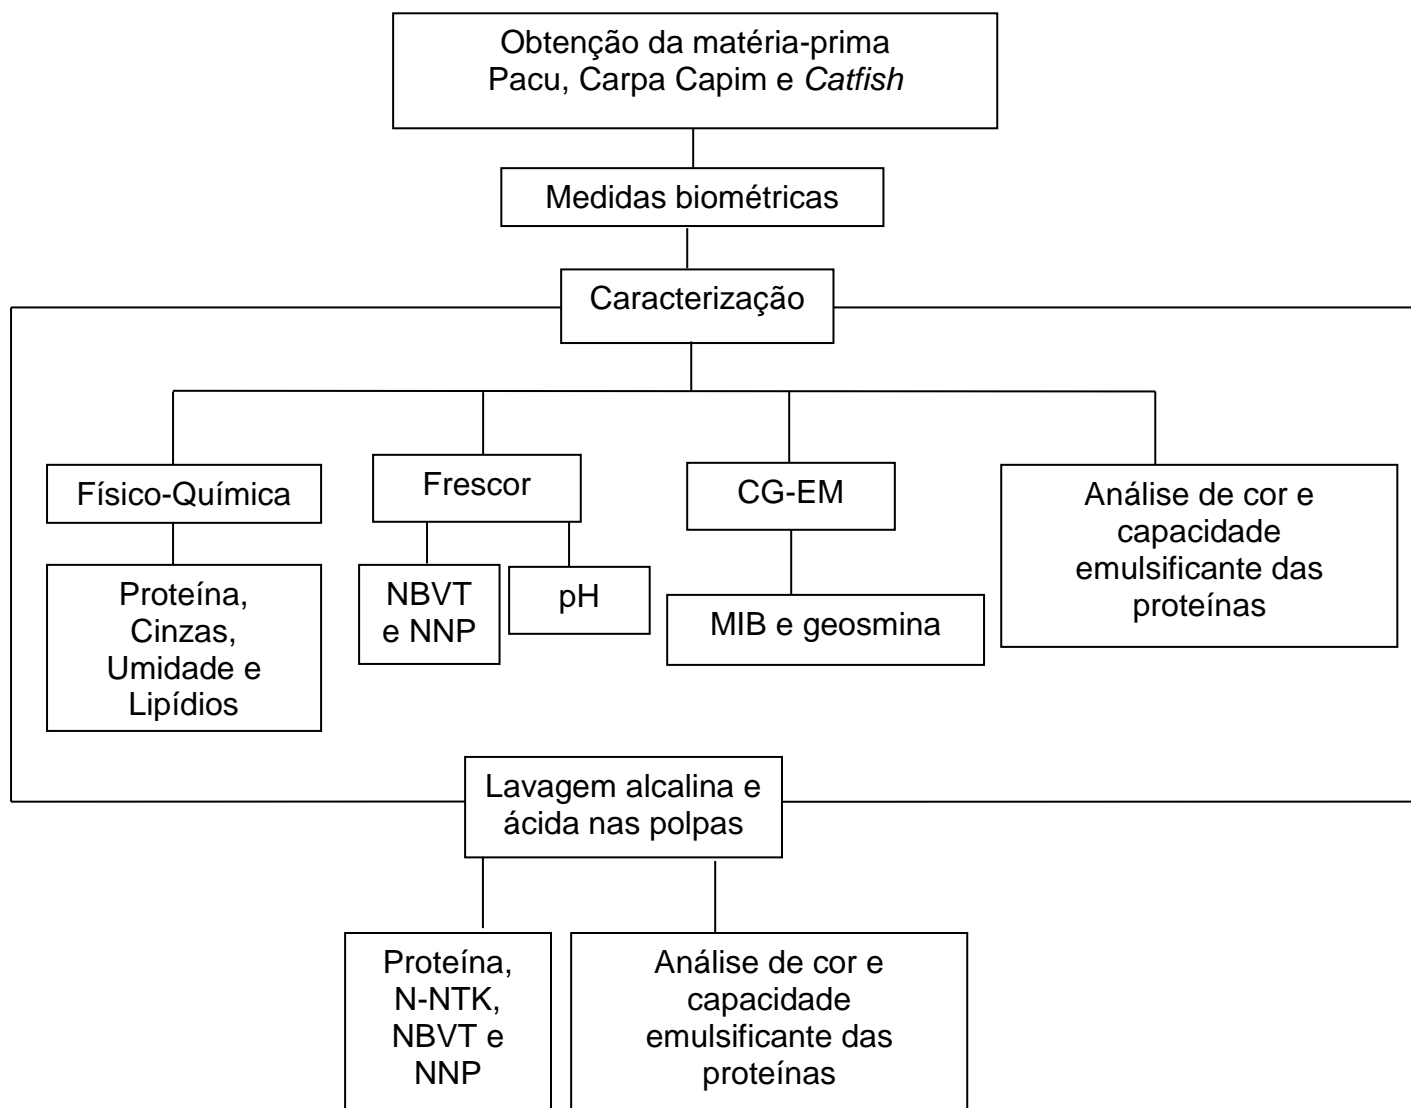 Obtenção da matéria-prima
Pacu, Carpa Capim e Catfish
Medidas biométricas
Caracterização
Físico-Química
Frescor
CG-EM
Análise de cor e
capacidade
emulsificante das
proteínas
Proteína,
Cinzas,
Umidade e
Lipídios
NBVT
e NNP
pH
MIB e geosmina
Lavagem alcalina e
ácida nas polpas
Proteína,
N-NTK,
NBVT e
NNP
Análise de cor e
capacidade
emulsificante das
proteínas